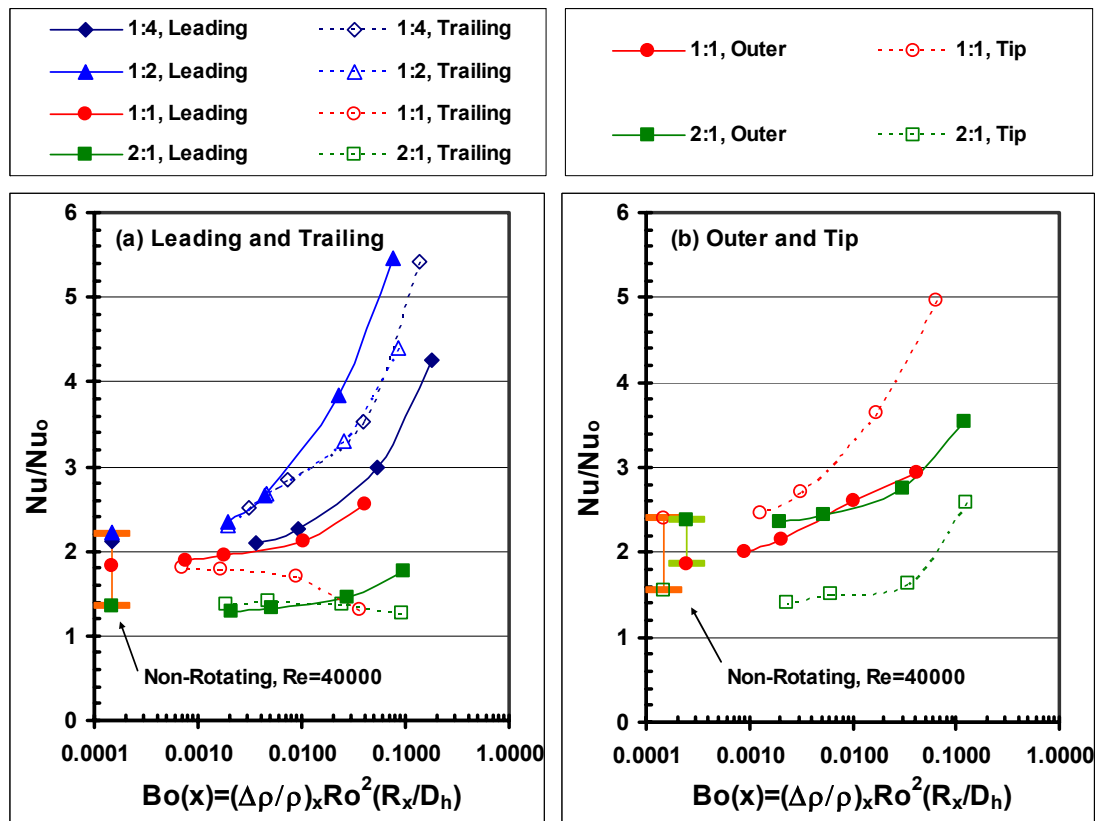 1:4, Leading 1:4, Trailing
1:2, Leading 1:2, Trailing
1:1, Leading 1:1, Trailing
2:1, Leading 2:1, Trailing
1:1, Outer 1:1, Tip
2:1, Outer 2:1, Tip
(a) Leading and Trailing
Nu/Nuₒ
6
5
4
3
2
1
0
Non-Rotating, Re=40000
0.0001 0.0010 0.0100 0.1000 1.0000
Bo(x)=(Δρ/ρ)ₓRo²(Rₓ/Dₕ)
(b) Outer and Tip
Nu/Nuₒ
6
5
4
3
2
1
0
Non-Rotating, Re=40000
0.0001 0.0010 0.0100 0.1000 1.0000
Bo(x)=(Δρ/ρ)ₓRo²(Rₓ/Dₕ)